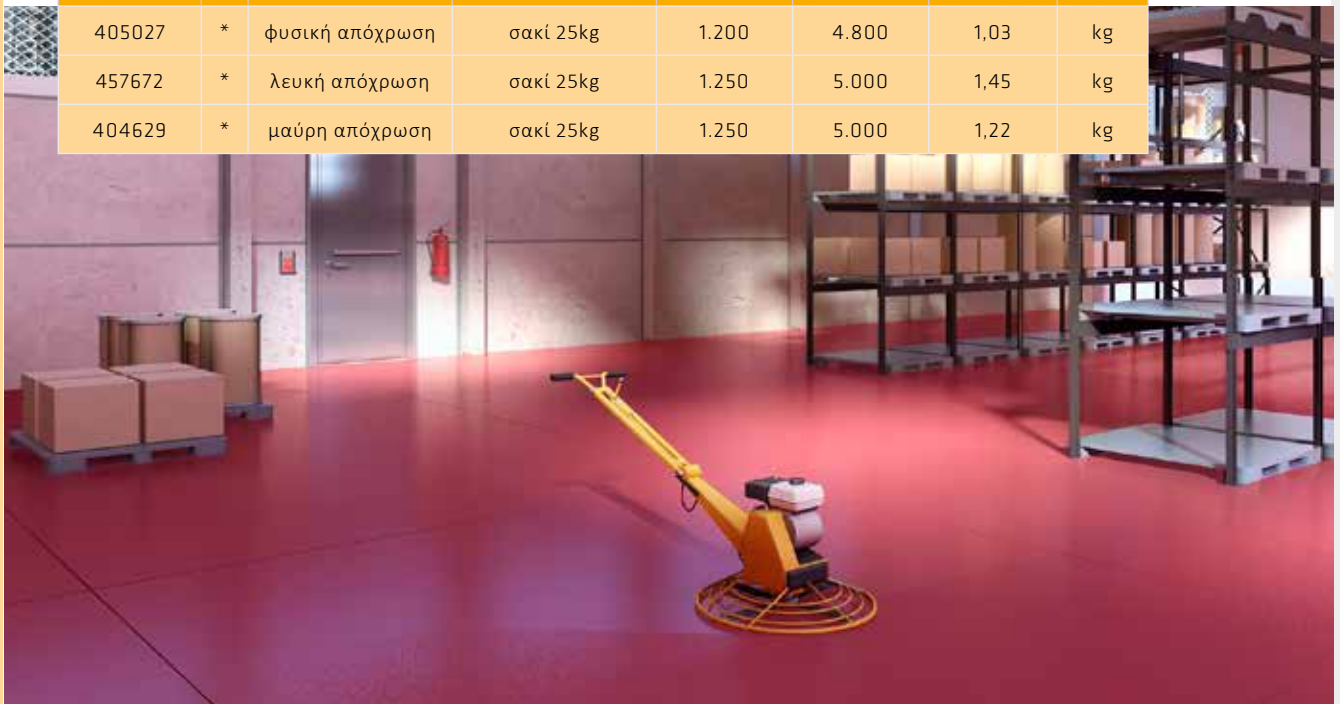 405027 * φυσική απόχρωση σακί 25kg 1.200 4.800 1,03 kg
457672 * λευκή απόχρωση σακί 25kg 1.250 5.000 1,45 kg
404629 * μαύρη απόχρωση σακί 25kg 1.250 5.000 1,22 kg